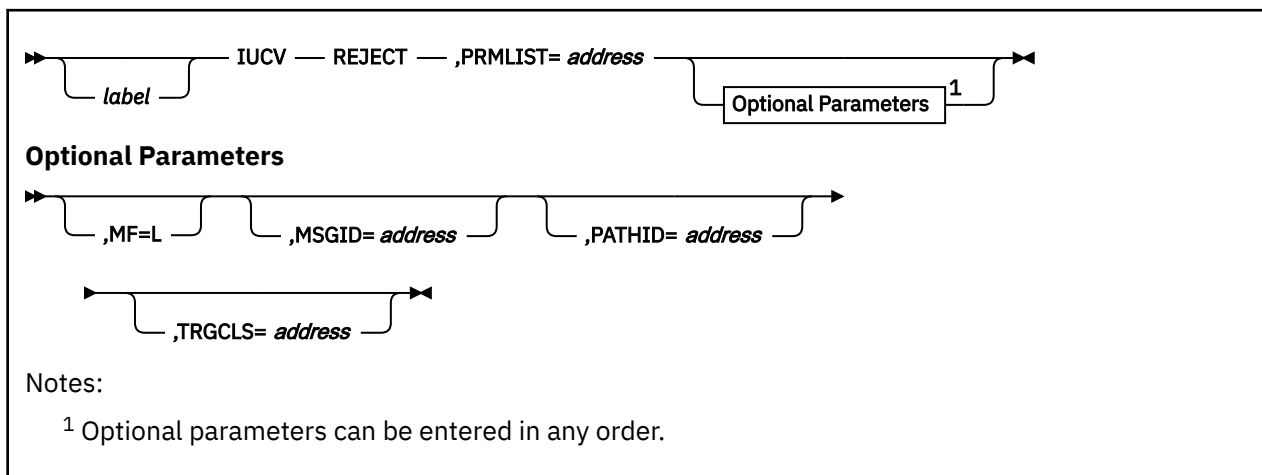 IUCV REJECT ,PRMLIST= address
label
Optional Parameters 1
Optional Parameters
,MF=L ,MSGID= address ,PATHID= address
,TRGCLS= address
Notes:
1 Optional parameters can be entered in any order.